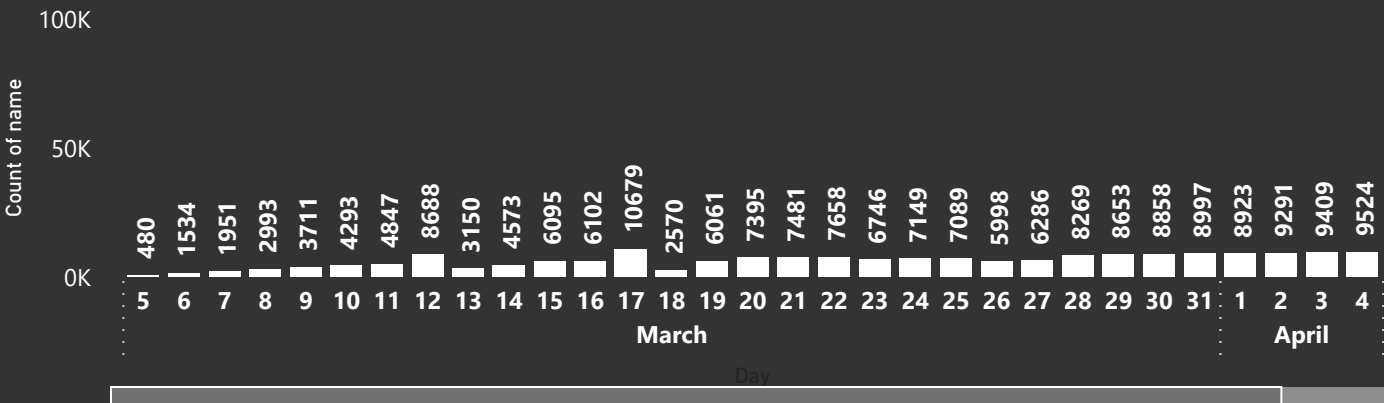 100K
Count of name
50K
480 1534 1951 2993 3711 4293 4847 8688 3150 4573 6095 6102 10679 2570 6061 7395 7481 7658 6746 7149 7089 5998 6286 8269 8653 8858 8997 8923 9291 9409 9524
0K
5 6 7 8 9 10 11 12 13 14 15 16 17 18 19 20 21 22 23 24 25 26 27 28 29 30 31 1 2 3 4
March April
Day